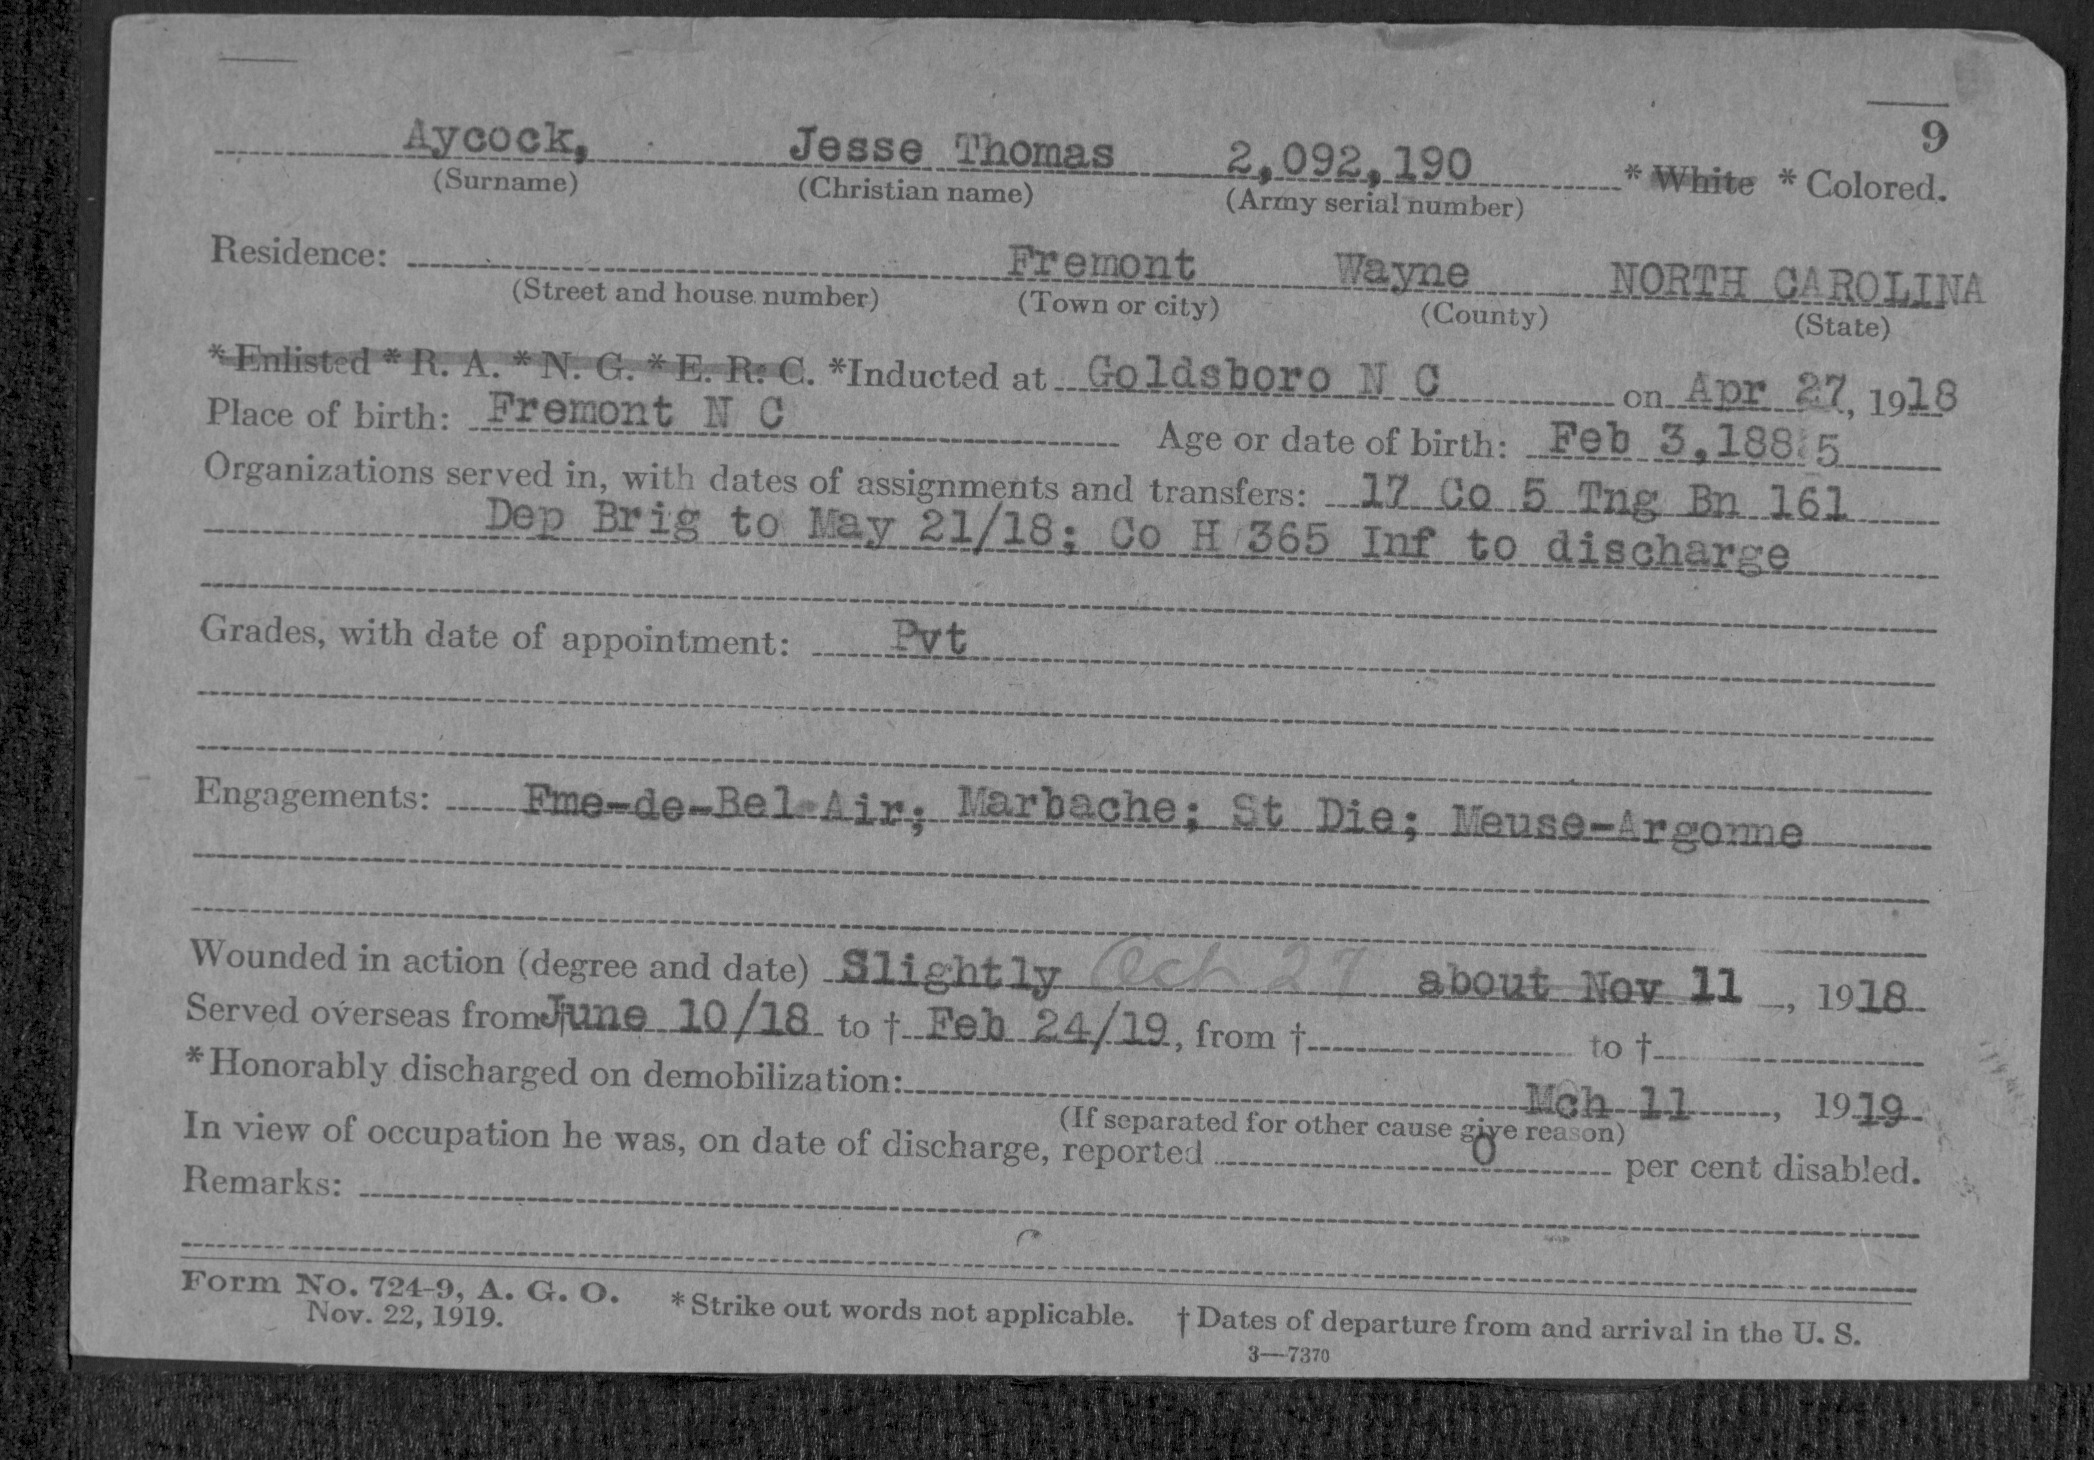 9
Aycock, Jesse Thomas 2,092,190 * White * Colored.
(Surname) (Christian name) (Army serial number)
Residence: Fremont Wayne NORTH CAROLINA
(Street and house number) (Town or city) (County) (State)
* Enlisted * R. A. * N. G. * E. R. C. *Inducted at Goldsboro N C on Apr 27, 1918
Place of birth: Fremont N C Age or date of birth: Feb 3,1885
Organizations served in, with dates of assignments and transfers: 17 Co 5 Tng Bn 161
Dep Brig to May 21/18; Co H 365 Inf to discharge
Grades, with date of appointment: Pvt
Engagements: Fme-de-Bel-Air; Marbache; St Die; Meuse-Argonne
Wounded in action (degree and date) Slightly 27 about Nov 11, 1918
Served overseas from June 10/18 to † Feb 24/19, from † to †
*Honorably discharged on demobilization: Mch 11, 1919
(If separated for other cause give reason)
In view of occupation he was, on date of discharge, reported 0 per cent disabled.
Remarks:
Form No. 724-9, A. G. O.
Nov. 22, 1919.
* Strike out words not applicable. † Dates of departure from and arrival in the U. S.
3—7370